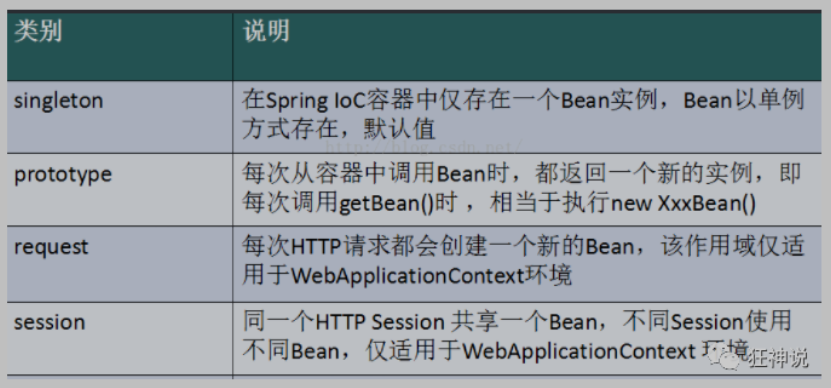 类别
说明
singleton
在Spring IoC容器中仅存在一个Bean实例，Bean以单例
方式存在，默认值
http://blog.csdn.net/
prototype
每次从容器中调用Bean时，都返回一个新的实例，即
每次调用getBean()时 ，相当于执行new XxxBean()
request
每次HTTP请求都会创建一个新的Bean，该作用域仅适
用于WebApplicationContext环境
session
同一个HTTP Session 共享一个Bean，不同Session使用
不同Bean，仅适用于WebApplicationContext 环境
狂神说